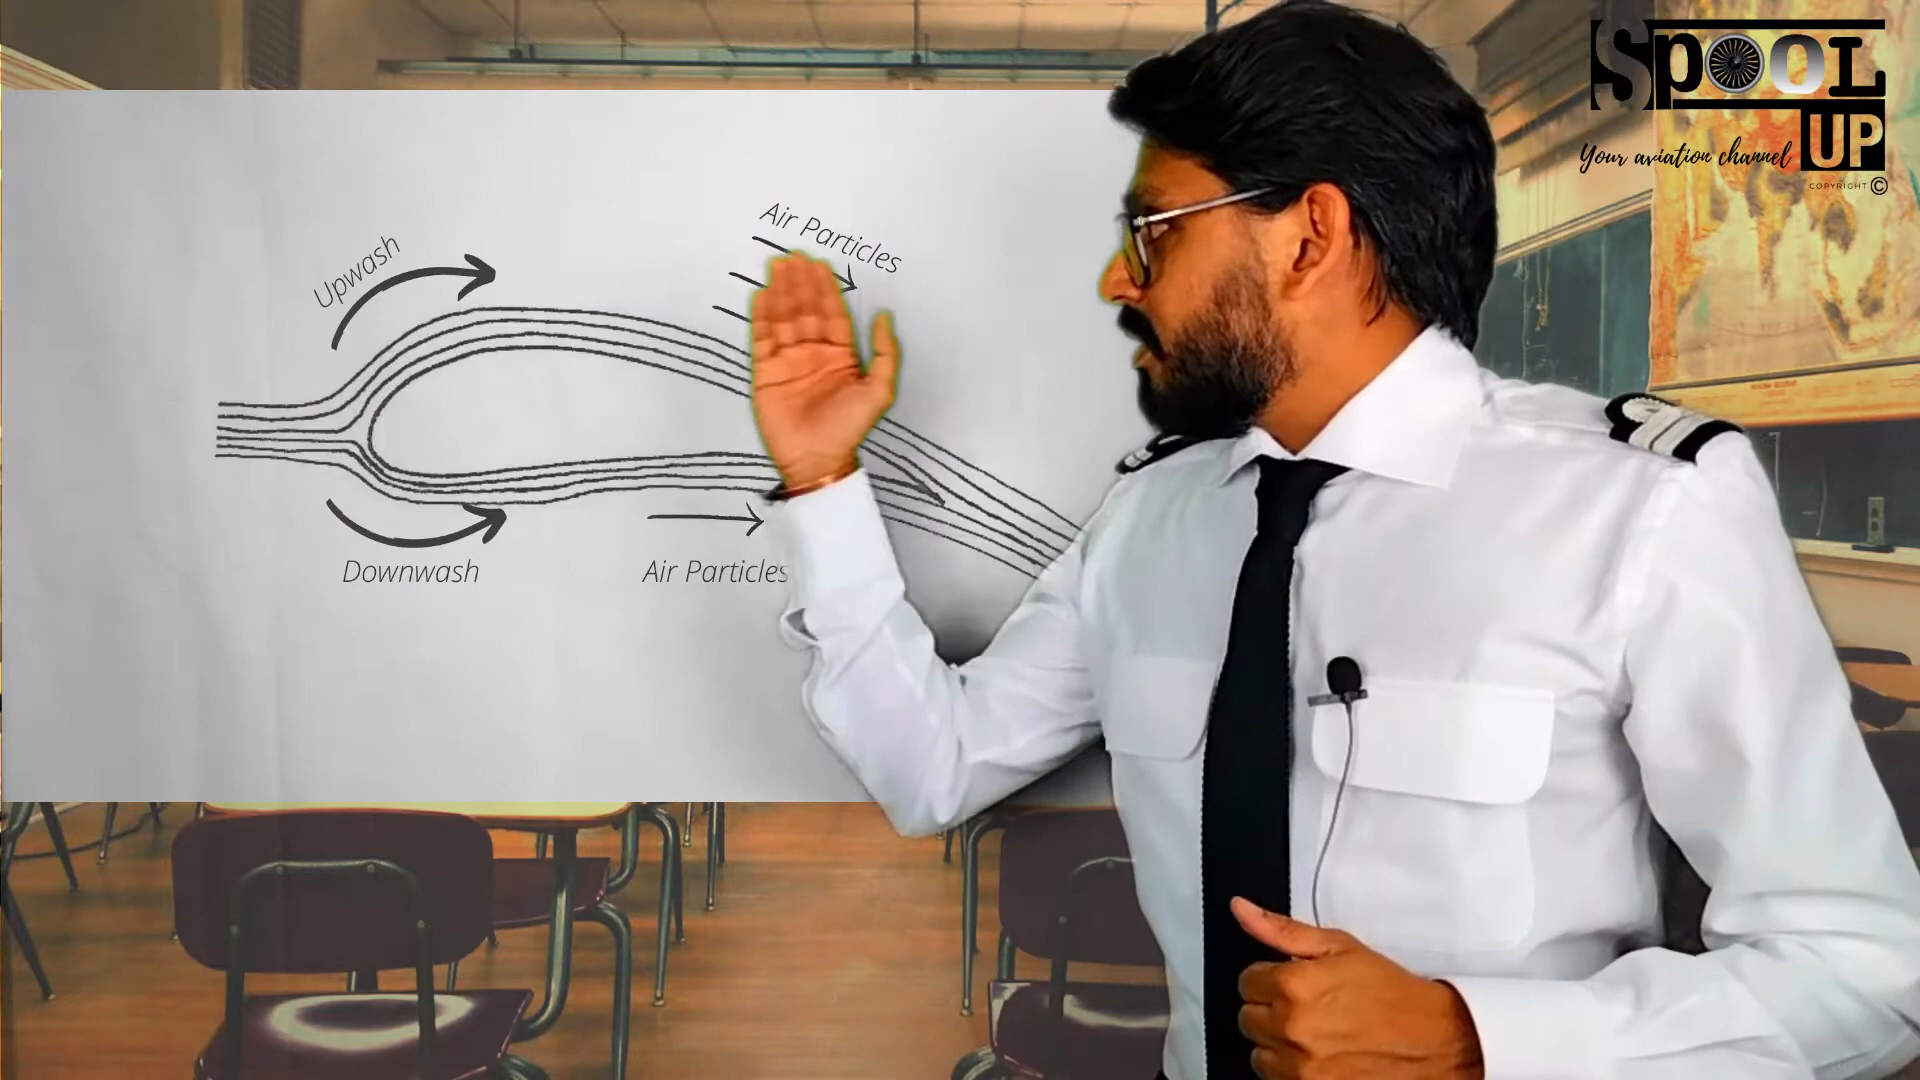 SpOOL
UP
Your aviation channel
COPYRIGHT ©
Upwash
Air Particles
Downwash
Air Particles